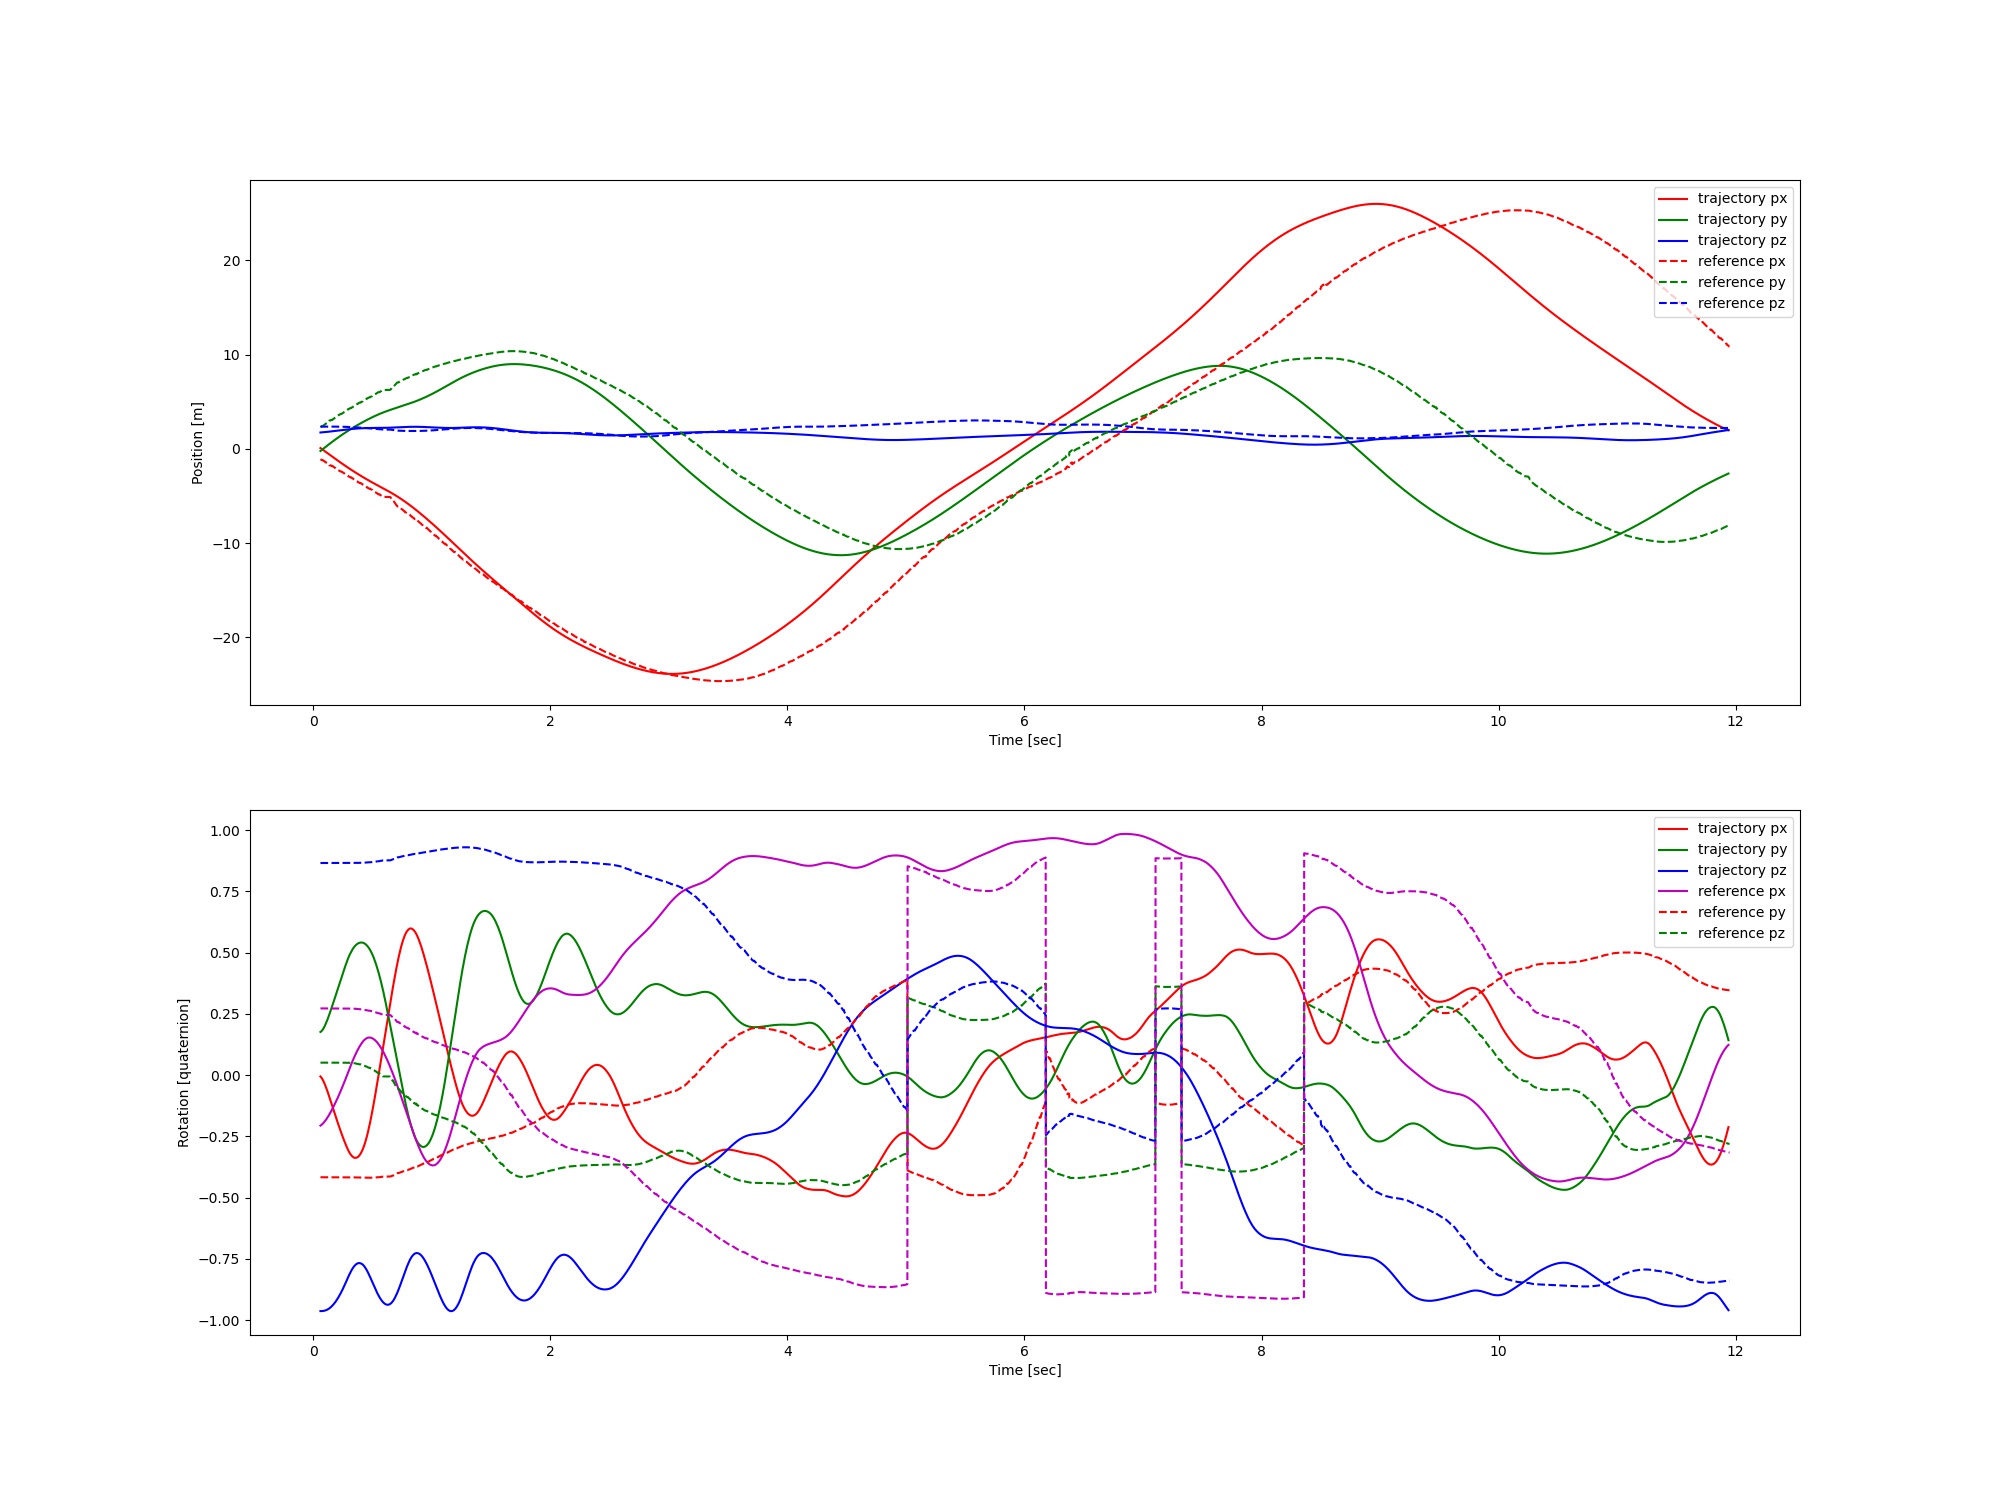 trajectory px
trajectory py
trajectory pz
reference px
reference py
reference pz
Position [m]
20
10
0
−10
−20
0 2 4 6 8 10 12
Time [sec]
trajectory px
trajectory py
trajectory pz
reference px
reference py
reference pz
Rotation [quaternion]
1.00
0.75
0.50
0.25
0.00
−0.25
−0.50
−0.75
−1.00
0 2 4 6 8 10 12
Time [sec]